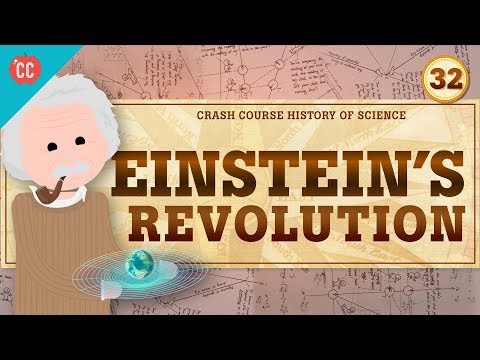 CC
32
CRASH COURSE HISTORY OF SCIENCE
EINSTEIN'S
REVOLUTION